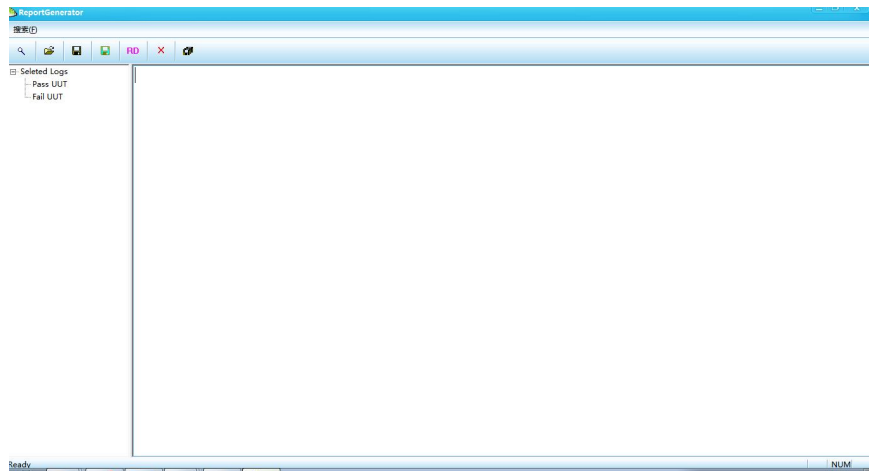 ReportGenerator
搜索(F)
RD
Seleted Logs
Pass UUT
Fail UUT
Ready
NUM